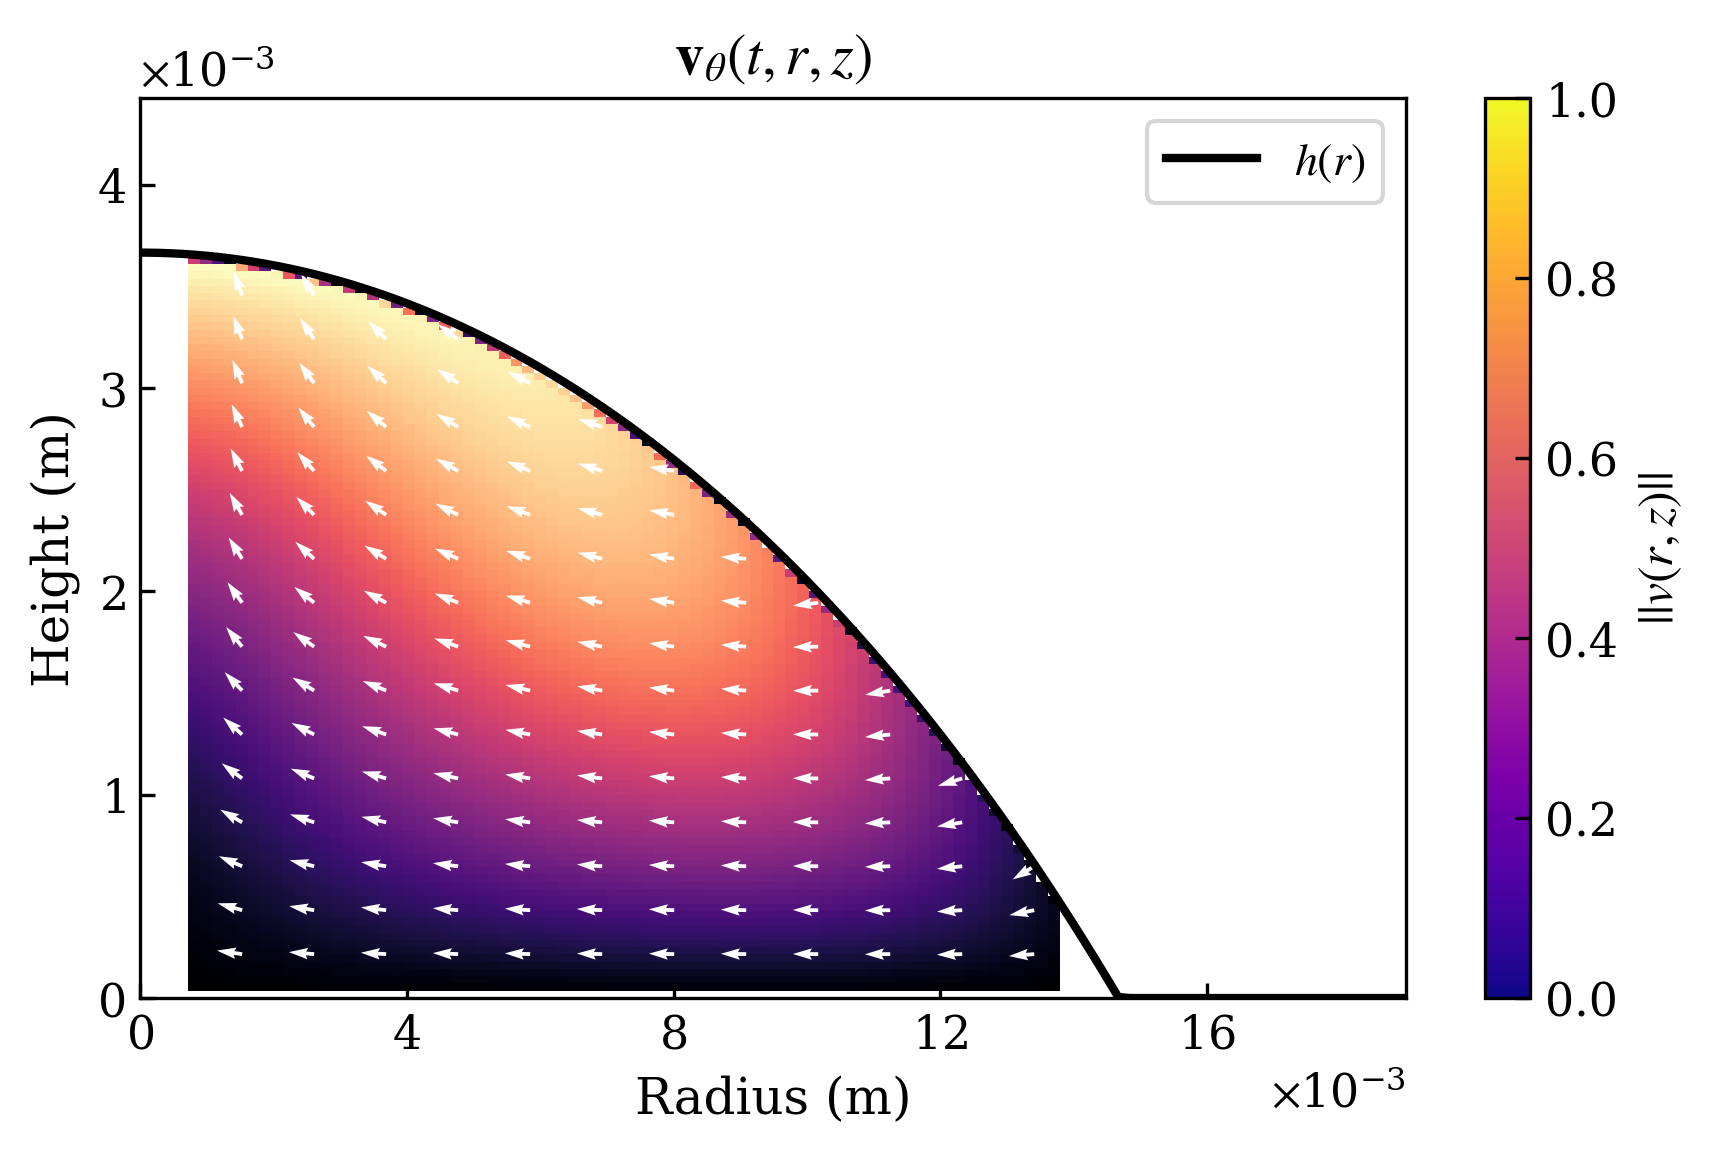 𝐯_θ(t, r, z)
×10⁻³
h(r)
4
3
2
1
0
Height (m)
0 4 8 12 16
Radius (m)
×10⁻³
1.0
0.8
0.6
0.4
0.2
0.0
||v(r, z)||